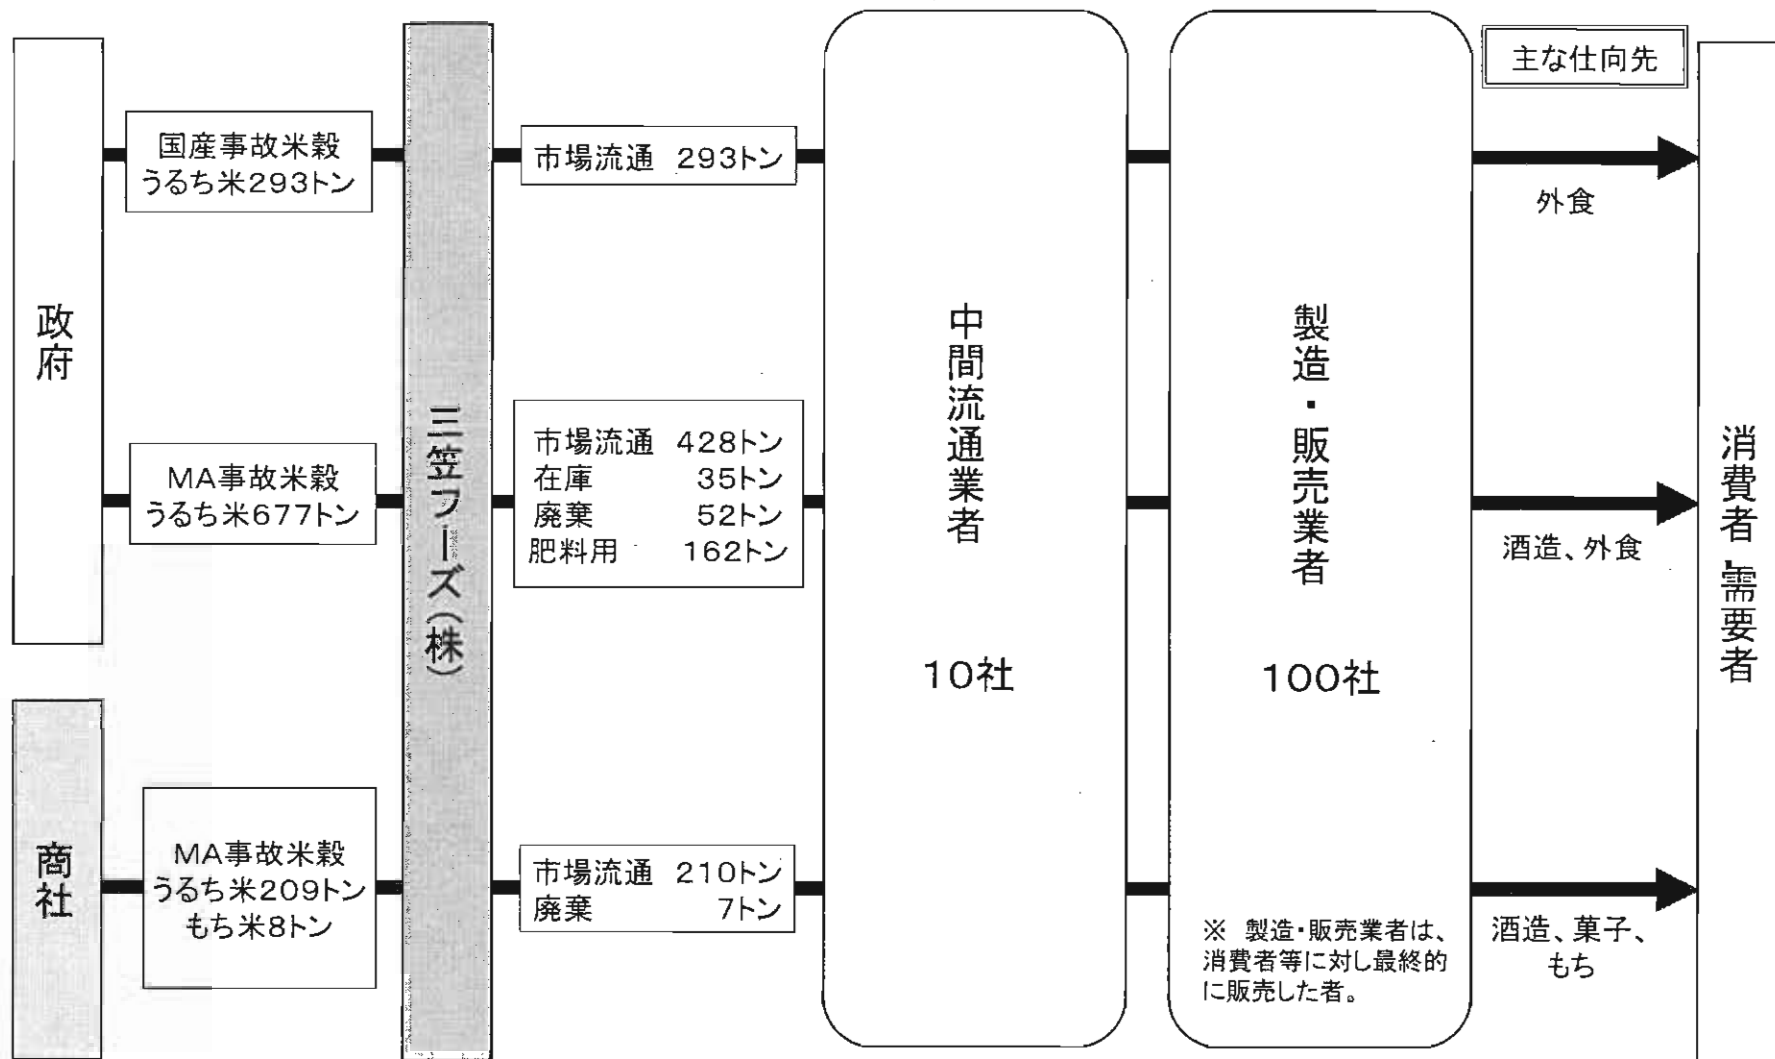 政府
国産事故米穀
うるち米293トン
MA事故米穀
うるち米677トン
商社
MA事故米穀
うるち米209トン
もち米8トン
三笠フーズ(株)
市場流通 293トン
市場流通 428トン
在庫 35トン
廃棄 52トン
肥料用 162トン
市場流通 210トン
廃棄 7トン
中間流通業者
10社
製造・販売業者
100社
※ 製造・販売業者は、
消費者等に対し最終的
に販売した者。
主な仕向先
外食
酒造、外食
酒造、菓子、
もち
消費者、需要者